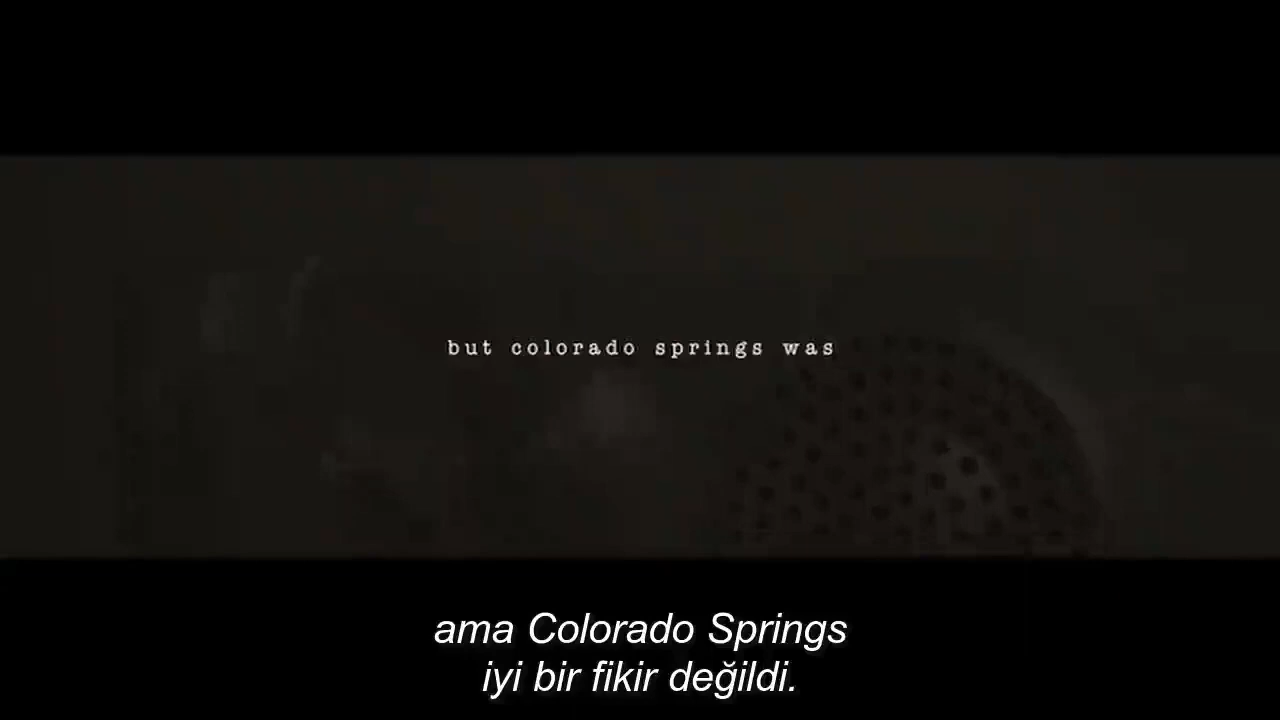 but colorado springs was
ama Colorado Springs
iyi bir fikir değildi.